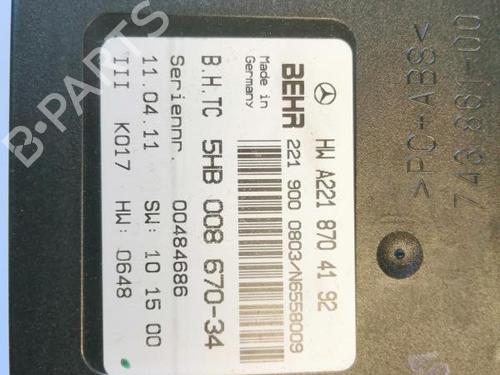 HW A221 870 41 92
BEHR 221 900 0803/N6558009
Made in
Germany
B.H.TC 5HB 008 670-34
Seriennr. 00484686
11.04.11 SW: 10 15 00
III K017 HW: 0648
>PC+ABS<
743 881-00